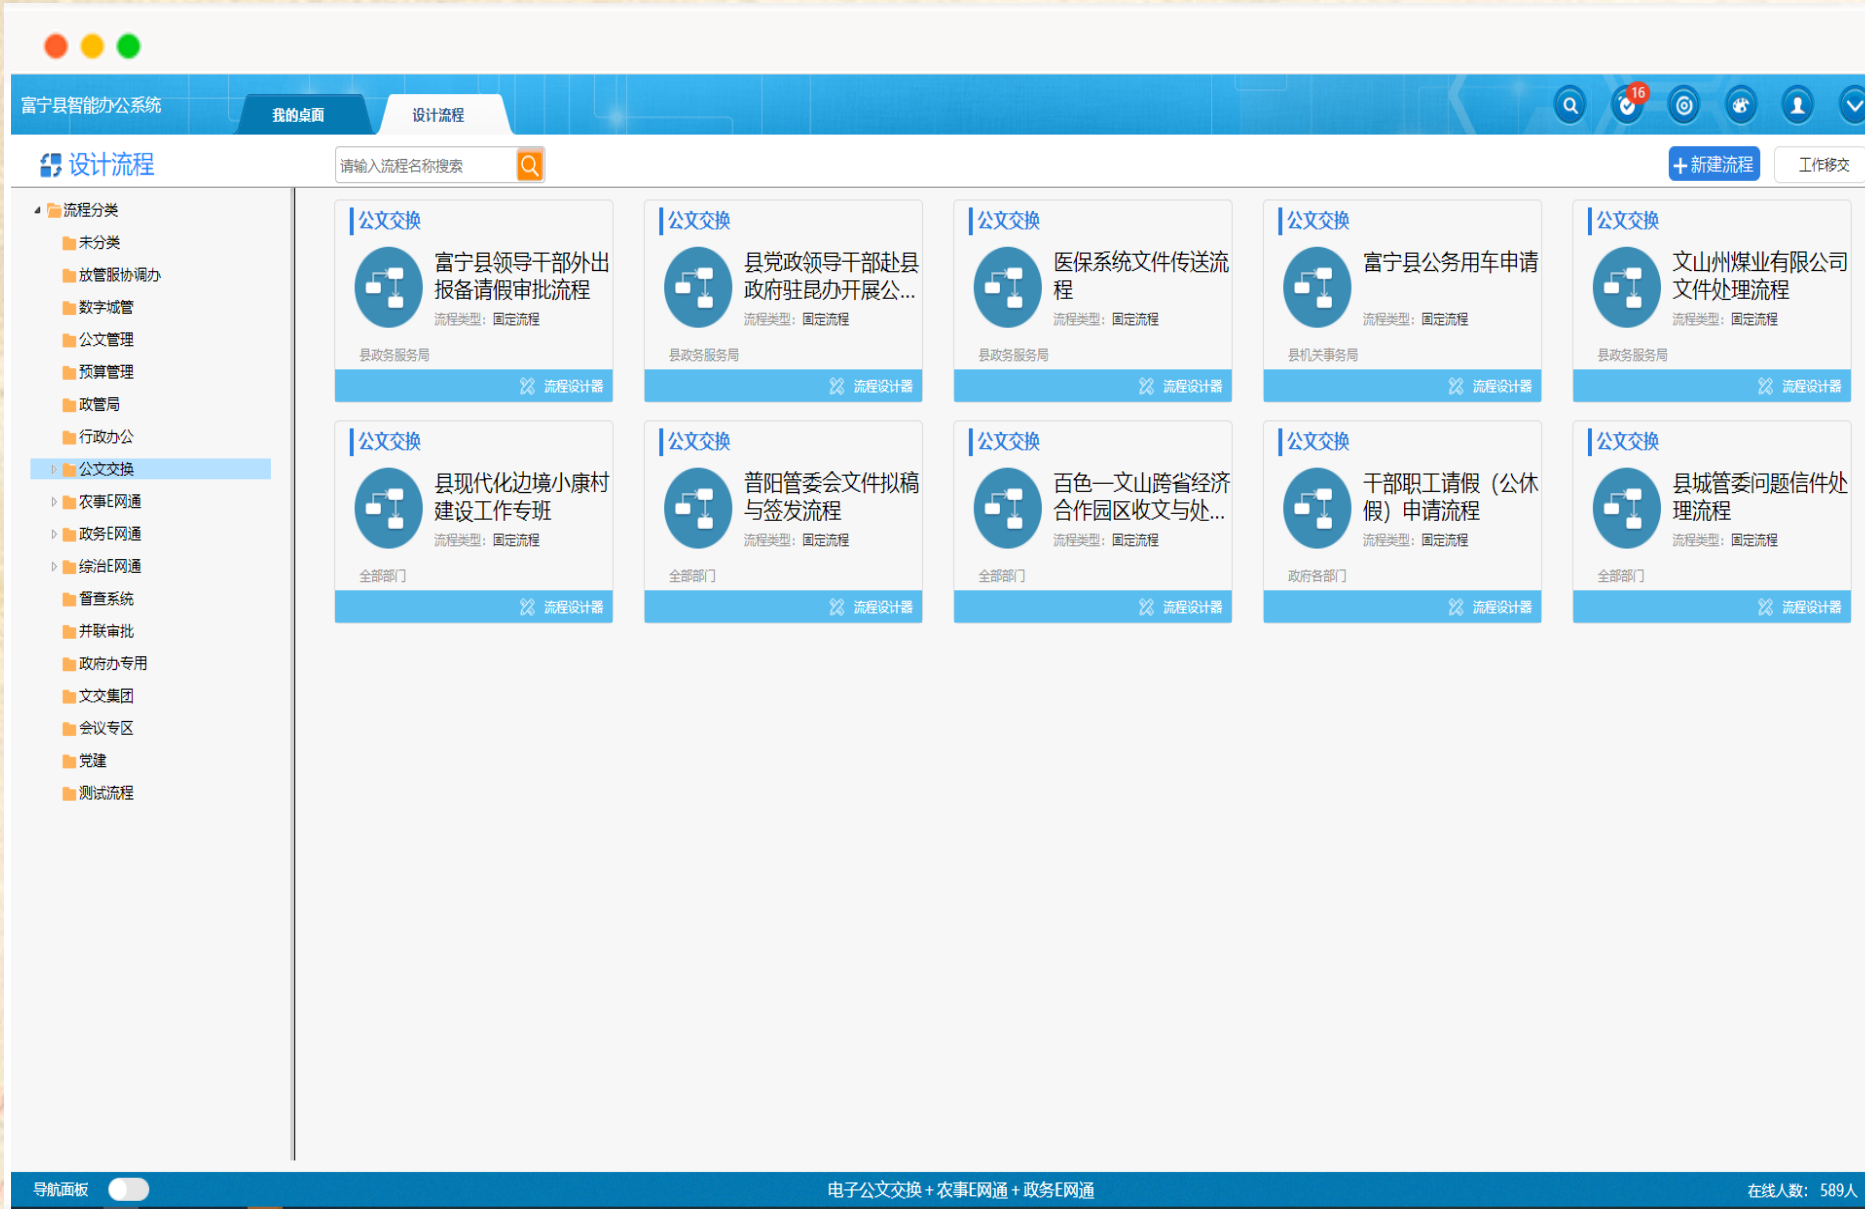 富宁县智能办公系统
我的桌面
设计流程
16
设计流程
请输入流程名称搜索
新建流程
工作移交
流程分类
未分类
放管服协调办
数字城管
公文管理
预算管理
政管局
行政办公
公文交换
农事E网通
政务E网通
综治E网通
督查系统
并联审批
政府办专用
文交集团
会议专区
党建
测试流程
公文交换
富宁县领导干部外出
报备请假审批流程
流程类型：固定流程
县政务服务局
流程设计器
公文交换
县党政领导干部赴县
政府驻昆办开展公...
流程类型：固定流程
县政务服务局
流程设计器
公文交换
医保系统文件传送流
程
流程类型：固定流程
县政务服务局
流程设计器
公文交换
富宁县公务用车申请
流程类型：固定流程
县机关事务局
流程设计器
公文交换
文山州煤业有限公司
文件处理流程
流程类型：固定流程
县政务服务局
流程设计器
公文交换
县现代化边境小康村
建设工作专班
流程类型：固定流程
全部部门
流程设计器
公文交换
普阳管委会文件拟稿
与签发流程
流程类型：固定流程
全部部门
流程设计器
公文交换
百色—文山跨省经济
合作园区收文与处...
流程类型：固定流程
全部部门
流程设计器
公文交换
干部职工请假（公休
假）申请流程
流程类型：固定流程
政府各部门
流程设计器
公文交换
县城管委问题信件处
理流程
流程类型：固定流程
全部部门
流程设计器
导航面板
电子公文交换+农事E网通+政务E网通
在线人数：589人